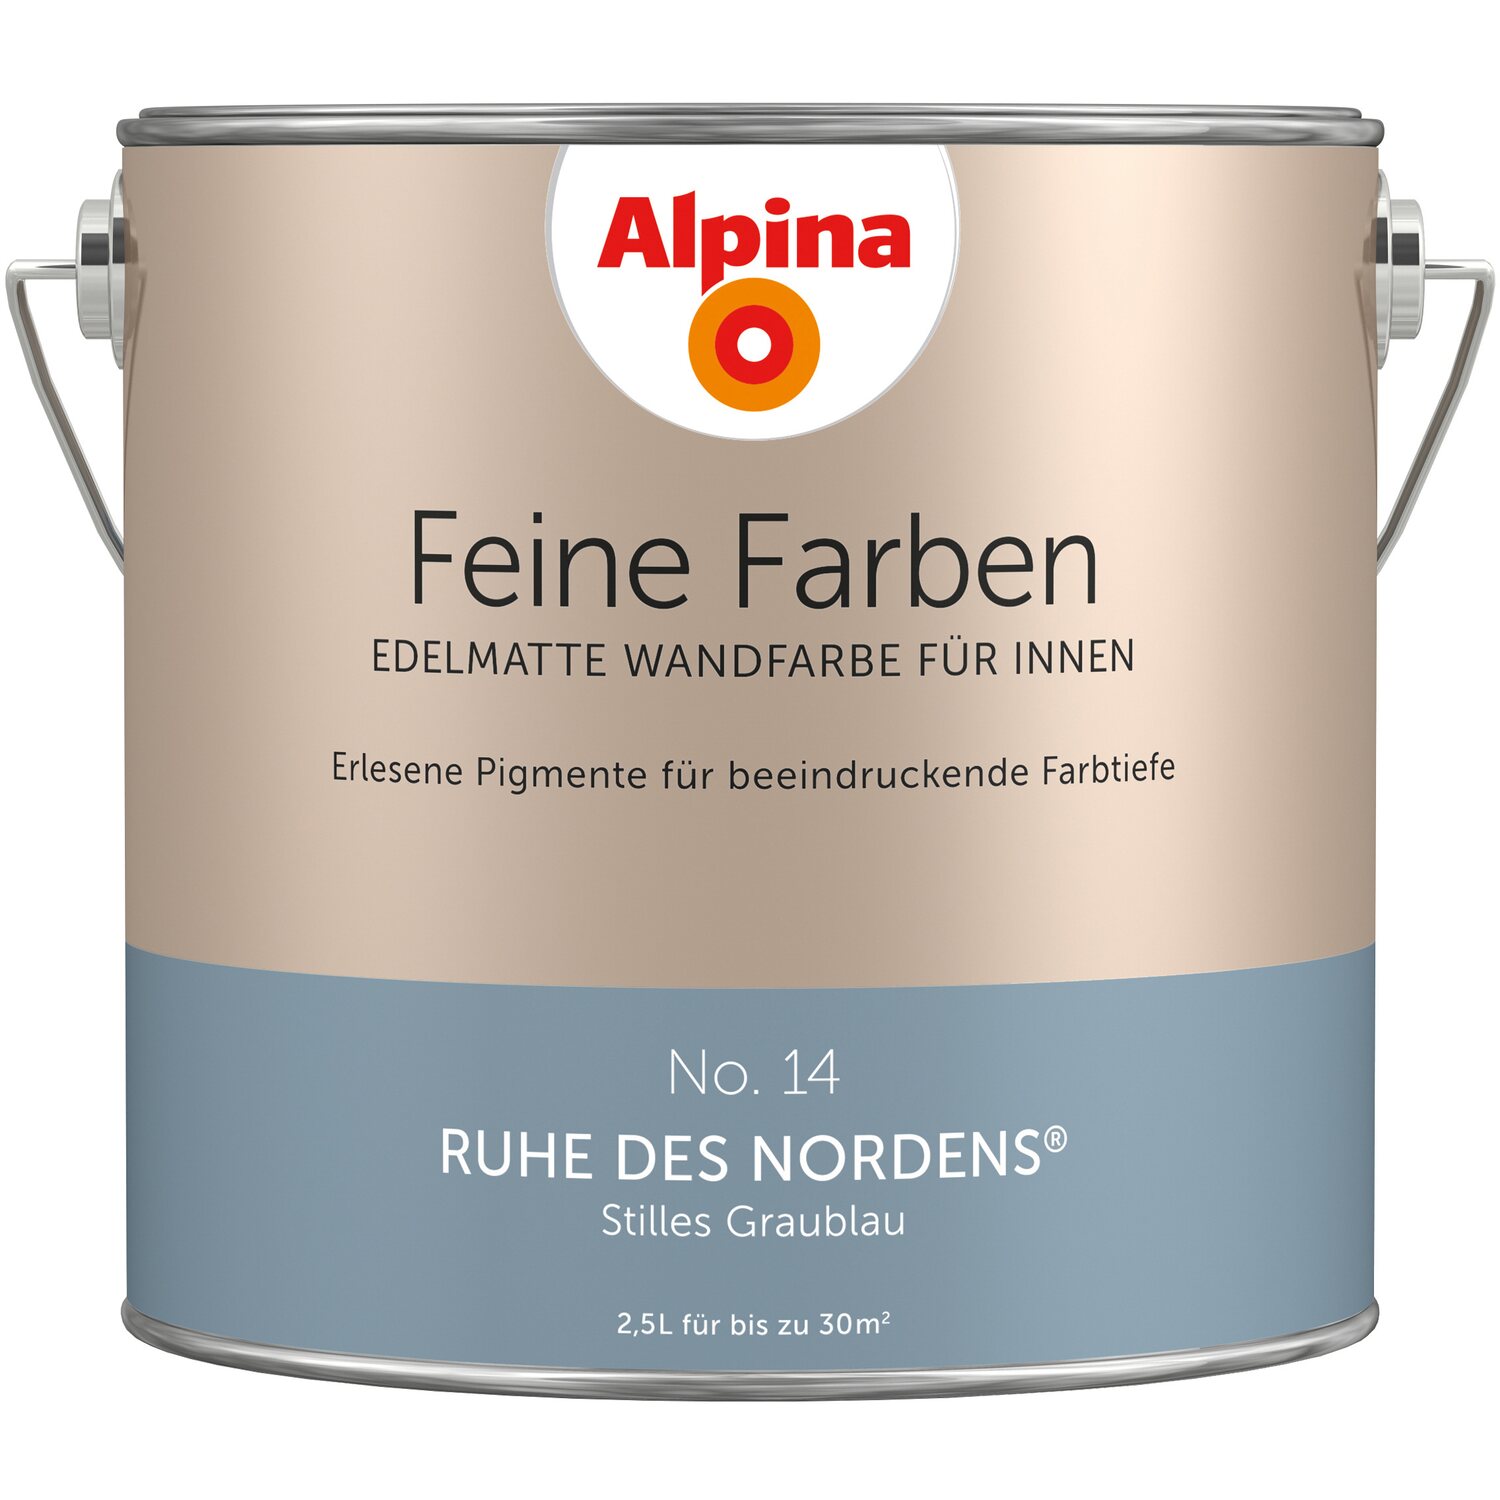 Alpina
Feine Farben
EDELMATTE WANDFARBE FÜR INNEN
Erlesene Pigmente für beeindruckende Farbtiefe
No. 14
RUHE DES NORDENS®
Stilles Graublau
2,5L für bis zu 30m²